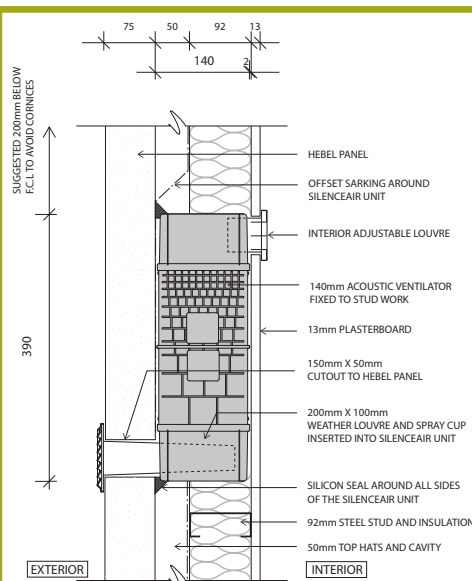 75
50
92
13
140
2
SUGGESTED 200mm BELOW
F.C.L TO AVOID CORNICES
HEBEL PANEL
OFFSET SARKING AROUND
SILENCEAIR UNIT
INTERIOR ADJUSTABLE LOUVRE
140mm ACOUSTIC VENTILATOR
FIXED TO STUD WORK
13mm PLASTERBOARD
390
150mm X 50mm
CUTOUT TO HEBEL PANEL
200mm X 100mm
WEATHER LOUVRE AND SPRAY CUP
INSERTED INTO SILENCEAIR UNIT
SILICON SEAL AROUND ALL SIDES
OF THE SILENCEAIR UNIT
92mm STEEL STUD AND INSULATION
50mm TOP HATS AND CAVITY
EXTERIOR
INTERIOR